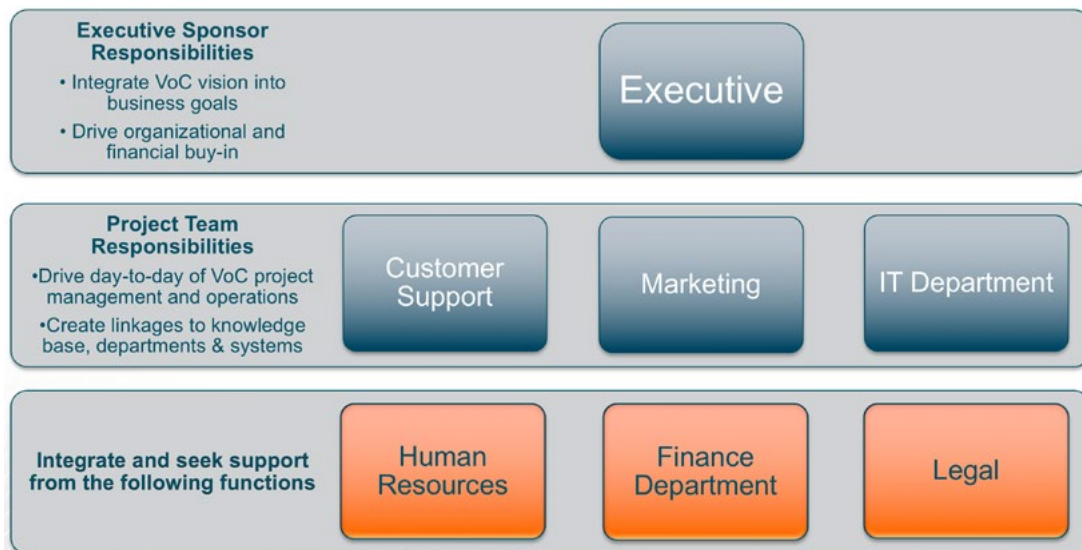 Executive Sponsor
Responsibilities
• Integrate VoC vision into
business goals
• Drive organizational and
financial buy-in
Executive
Project Team
Responsibilities
•Drive day-to-day of VoC project
management and operations
•Create linkages to knowledge
base, departments & systems
Customer
Support
Marketing
IT Department
Integrate and seek support
from the following functions
Human
Resources
Finance
Department
Legal